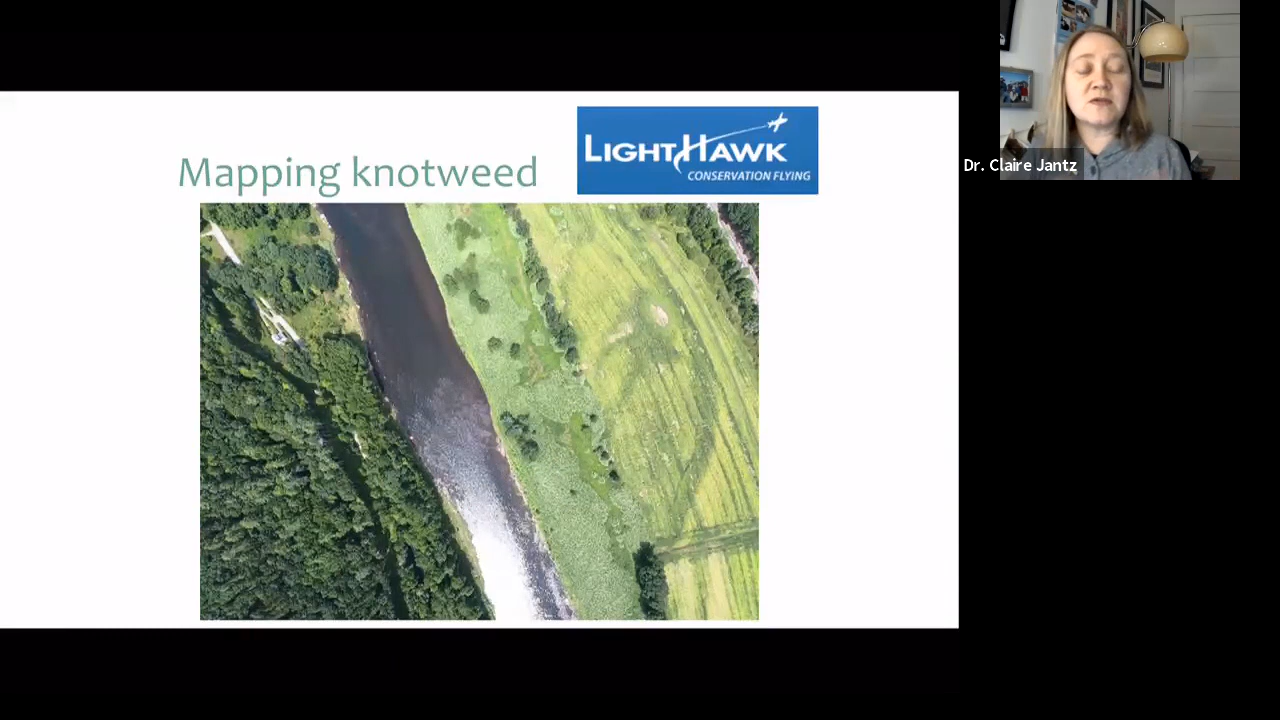 Mapping knotweed
LIGHTHAWK
CONSERVATION FLYING
Dr. Claire Jantz